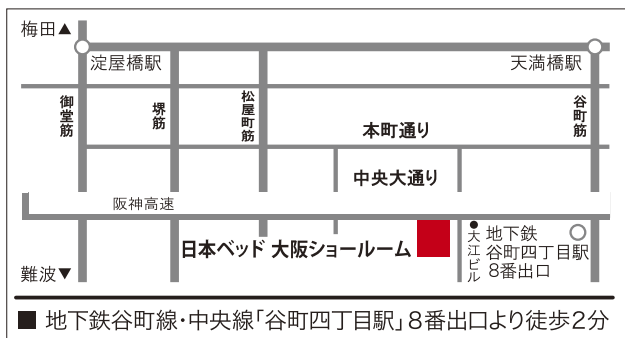 梅田▲
淀屋橋駅
天満橋駅
御堂筋
堺筋
松屋町筋
谷町筋
本町通り
中央大通り
阪神高速
日本ベッド 大阪ショールーム
大江ビル
地下鉄
谷町四丁目駅
8番出口
難波▼
■ 地下鉄谷町線・中央線「谷町四丁目駅」8番出口より徒歩2分